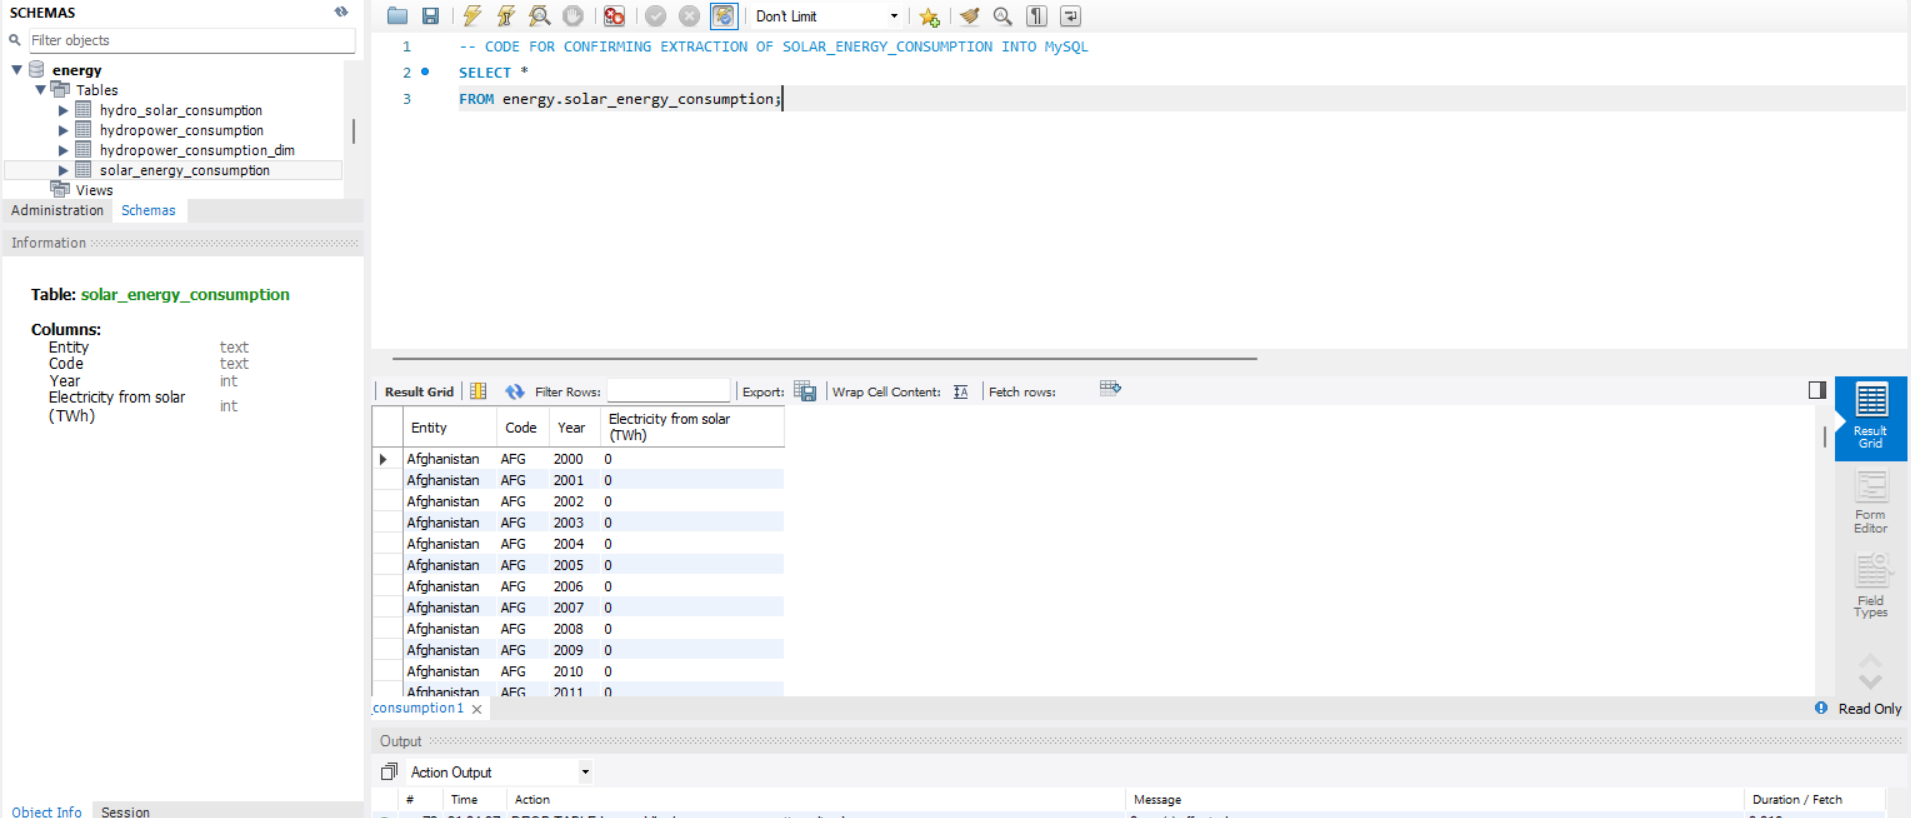 SCHEMAS
Filter objects
energy
Tables
hydro_solar_consumption
hydropower_consumption
hydropower_consumption_dim
solar_energy_consumption
Views
Administration Schemas
Information
Table: solar_energy_consumption
Columns:
Entity text
Code text
Year int
Electricity from solar
(TWh) int
Object Info Session
Don't Limit
1 -- CODE FOR CONFIRMING EXTRACTION OF SOLAR_ENERGY_CONSUMPTION INTO MySQL
2 SELECT *
3 FROM energy.solar_energy_consumption;
Result Grid Filter Rows: Export: Wrap Cell Content: Fetch rows:
Entity Code Year Electricity from solar
(TWh)
Afghanistan AFG 2000 0
Afghanistan AFG 2001 0
Afghanistan AFG 2002 0
Afghanistan AFG 2003 0
Afghanistan AFG 2004 0
Afghanistan AFG 2005 0
Afghanistan AFG 2006 0
Afghanistan AFG 2007 0
Afghanistan AFG 2008 0
Afghanistan AFG 2009 0
Afghanistan AFG 2010 0
Afghanistan AFG 2011 0
Result
Grid
Form
Editor
Field
Types
_consumption1
Read Only
Output
Action Output
# Time Action Message Duration / Fetch